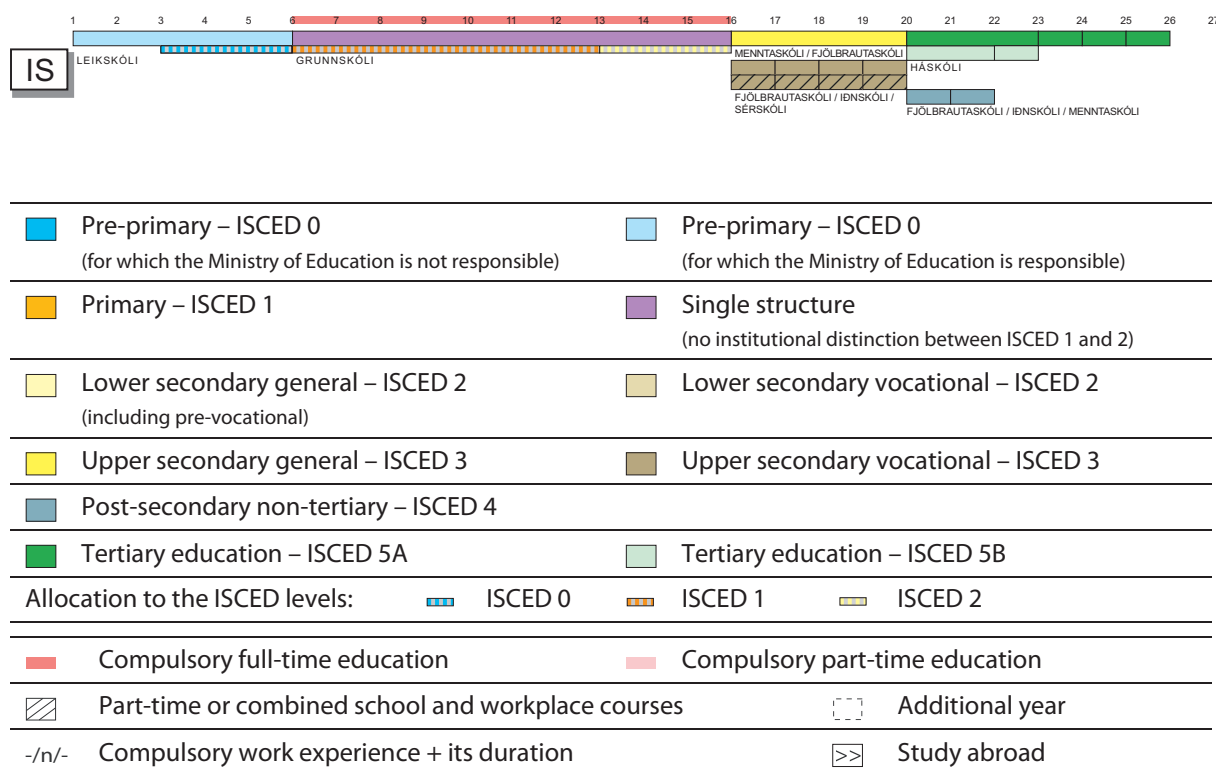 1 2 3 4 5 6 7 8 9 10 11 12 13 14 15 16 17 18 19 20 21 22 23 24 25 26 27
IS
LEIKSKÓLI
GRUNNSKÓLI
MENNTASKÓLI / FJÖLBRAUTASKÓLI
HÁSKÓLI
FJÖLBRAUTASKÓLI / IÐNSKÓLI /
SÉRSKÓLI
FJÖLBRAUTASKÓLI / IÐNSKÓLI / MENNTASKÓLI
Pre-primary – ISCED 0
(for which the Ministry of Education is not responsible)
Pre-primary – ISCED 0
(for which the Ministry of Education is responsible)
Primary – ISCED 1
Single structure
(no institutional distinction between ISCED 1 and 2)
Lower secondary general – ISCED 2
(including pre-vocational)
Lower secondary vocational – ISCED 2
Upper secondary general – ISCED 3
Upper secondary vocational – ISCED 3
Post-secondary non-tertiary – ISCED 4
Tertiary education – ISCED 5A
Tertiary education – ISCED 5B
Allocation to the ISCED levels: ISCED 0 ISCED 1 ISCED 2
Compulsory full-time education
Compulsory part-time education
Part-time or combined school and workplace courses
Additional year
-/n/- Compulsory work experience + its duration
>> Study abroad